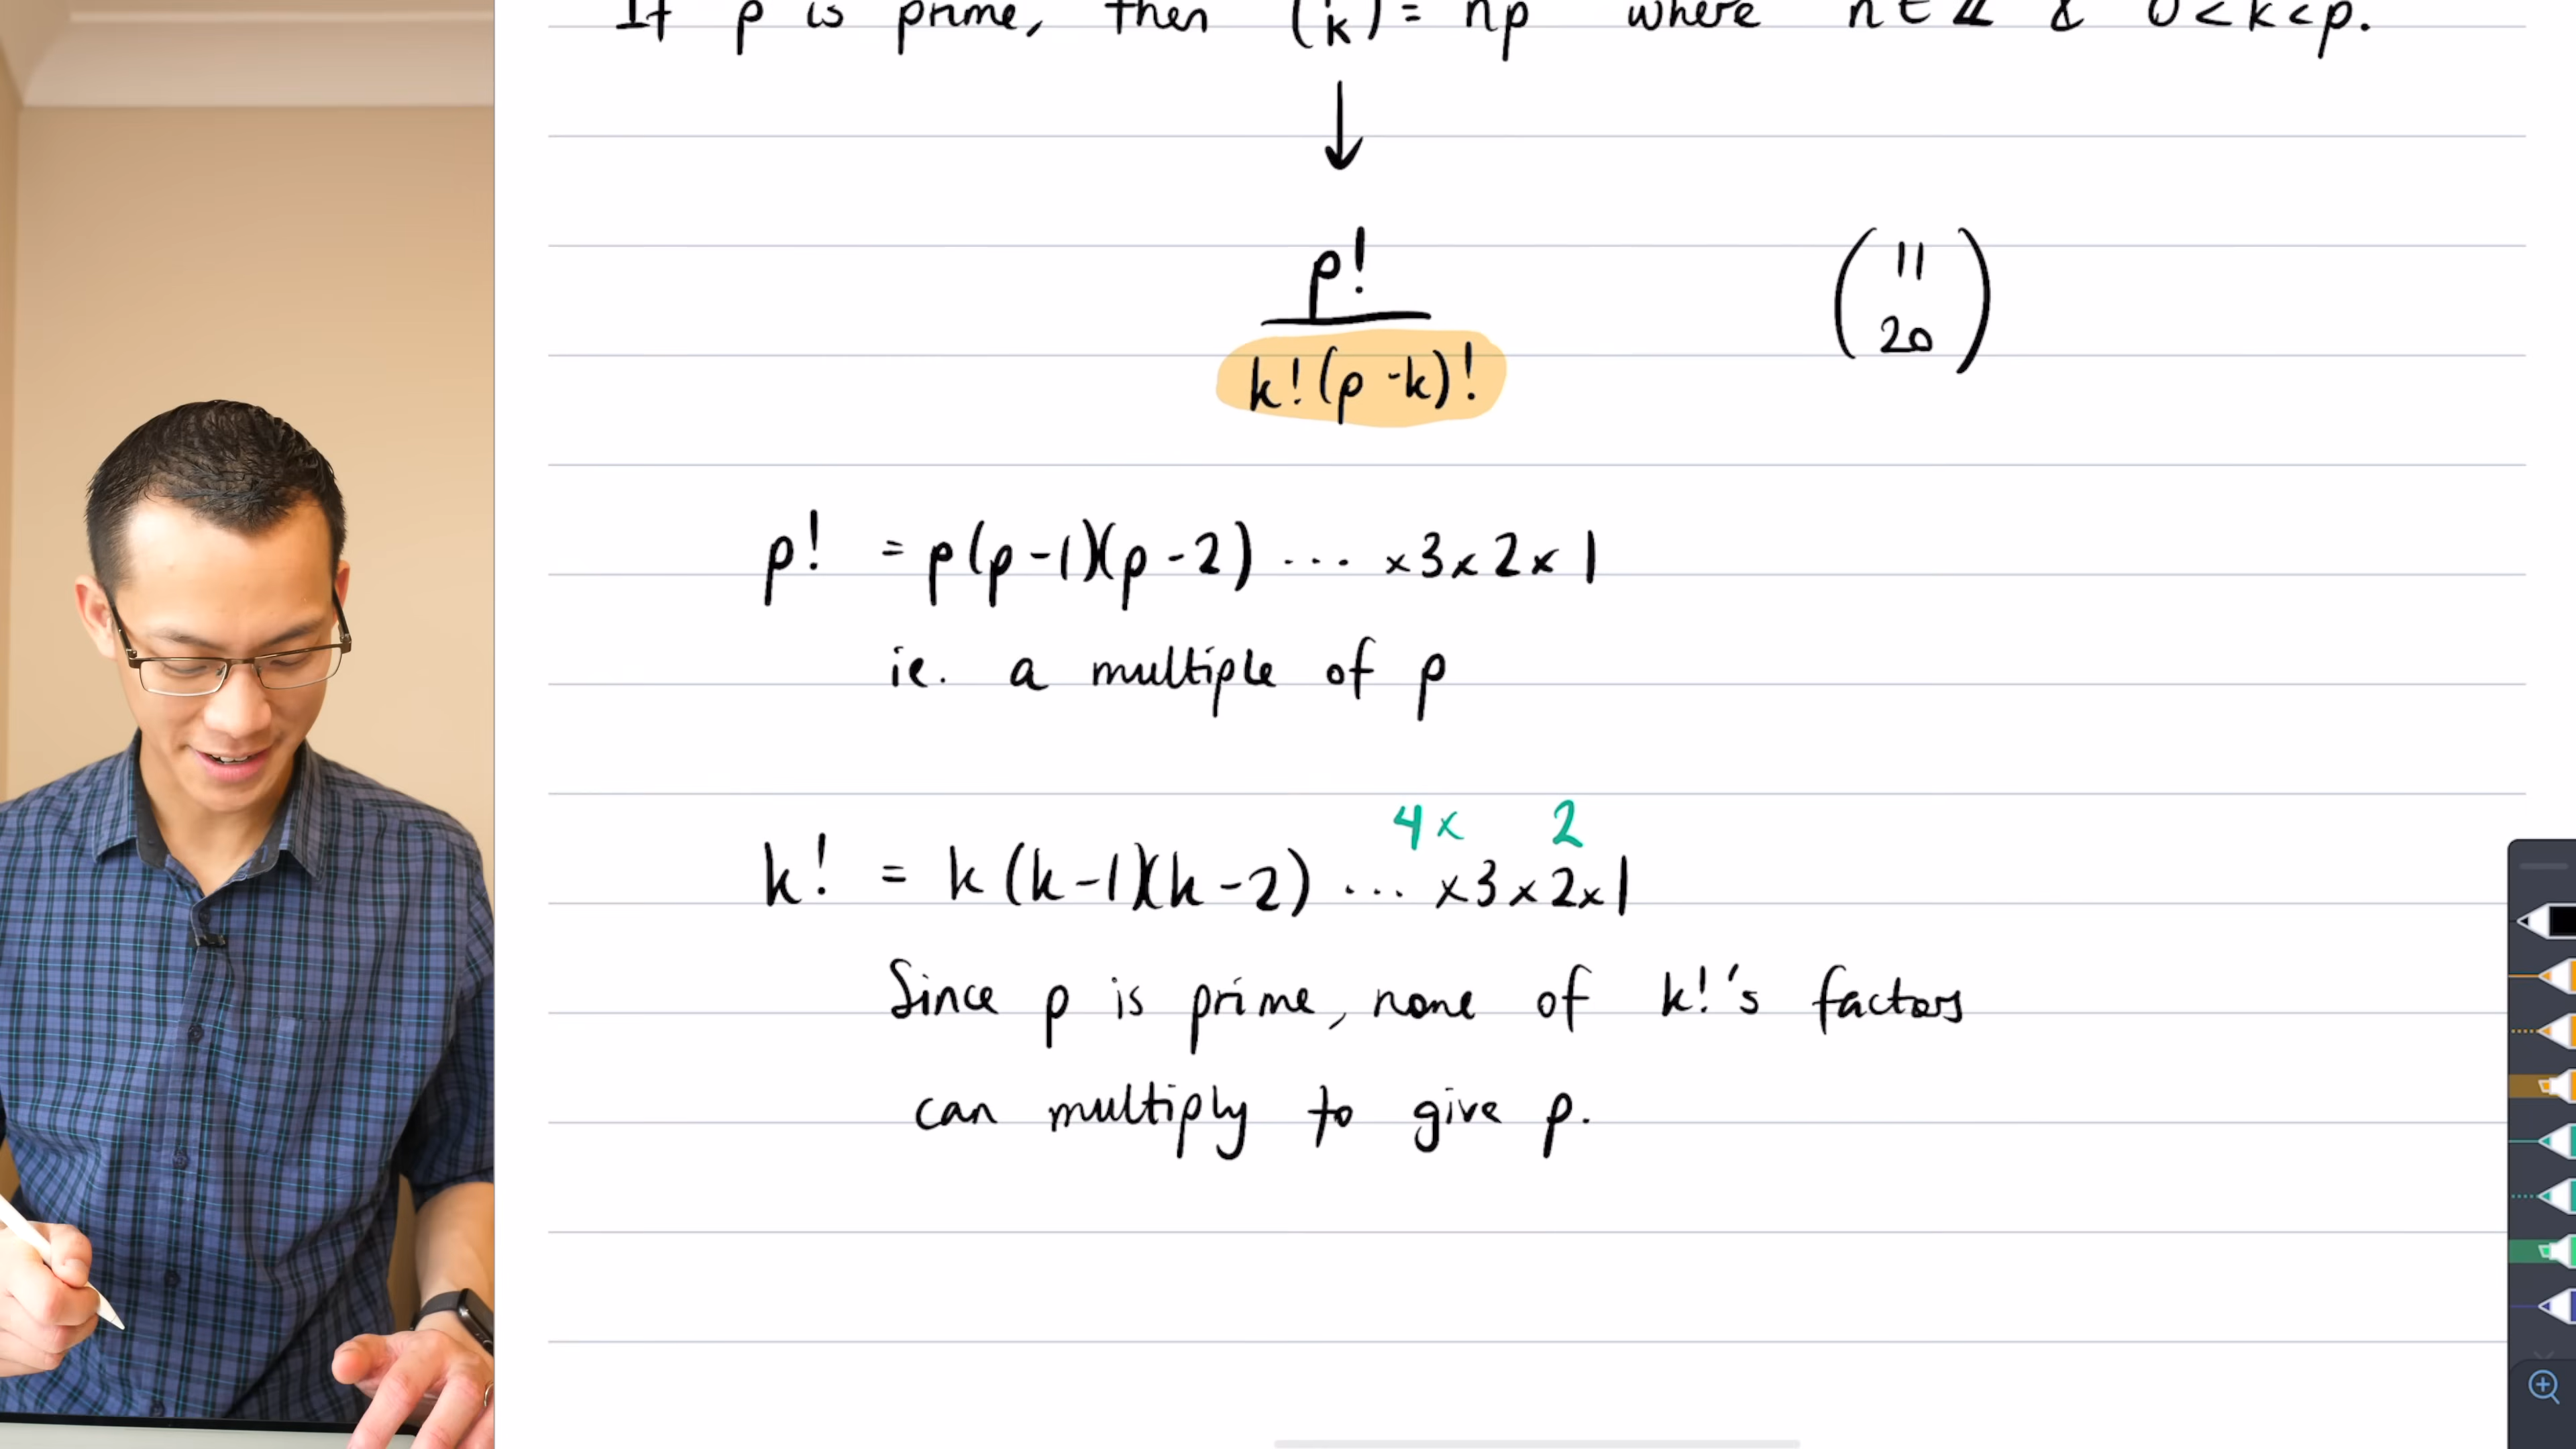 If p is prime, then (k) = np where n ∈ ℤ & 0 < k < p.
↓
p!
k!(p-k)!
(11
20)
p! = p(p-1)(p-2) ... ×3×2×1
ie. a multiple of p
4× 2
k! = k(k-1)(k-2) ... ×3×2×1
Since p is prime, none of k!'s factors
can multiply to give p.